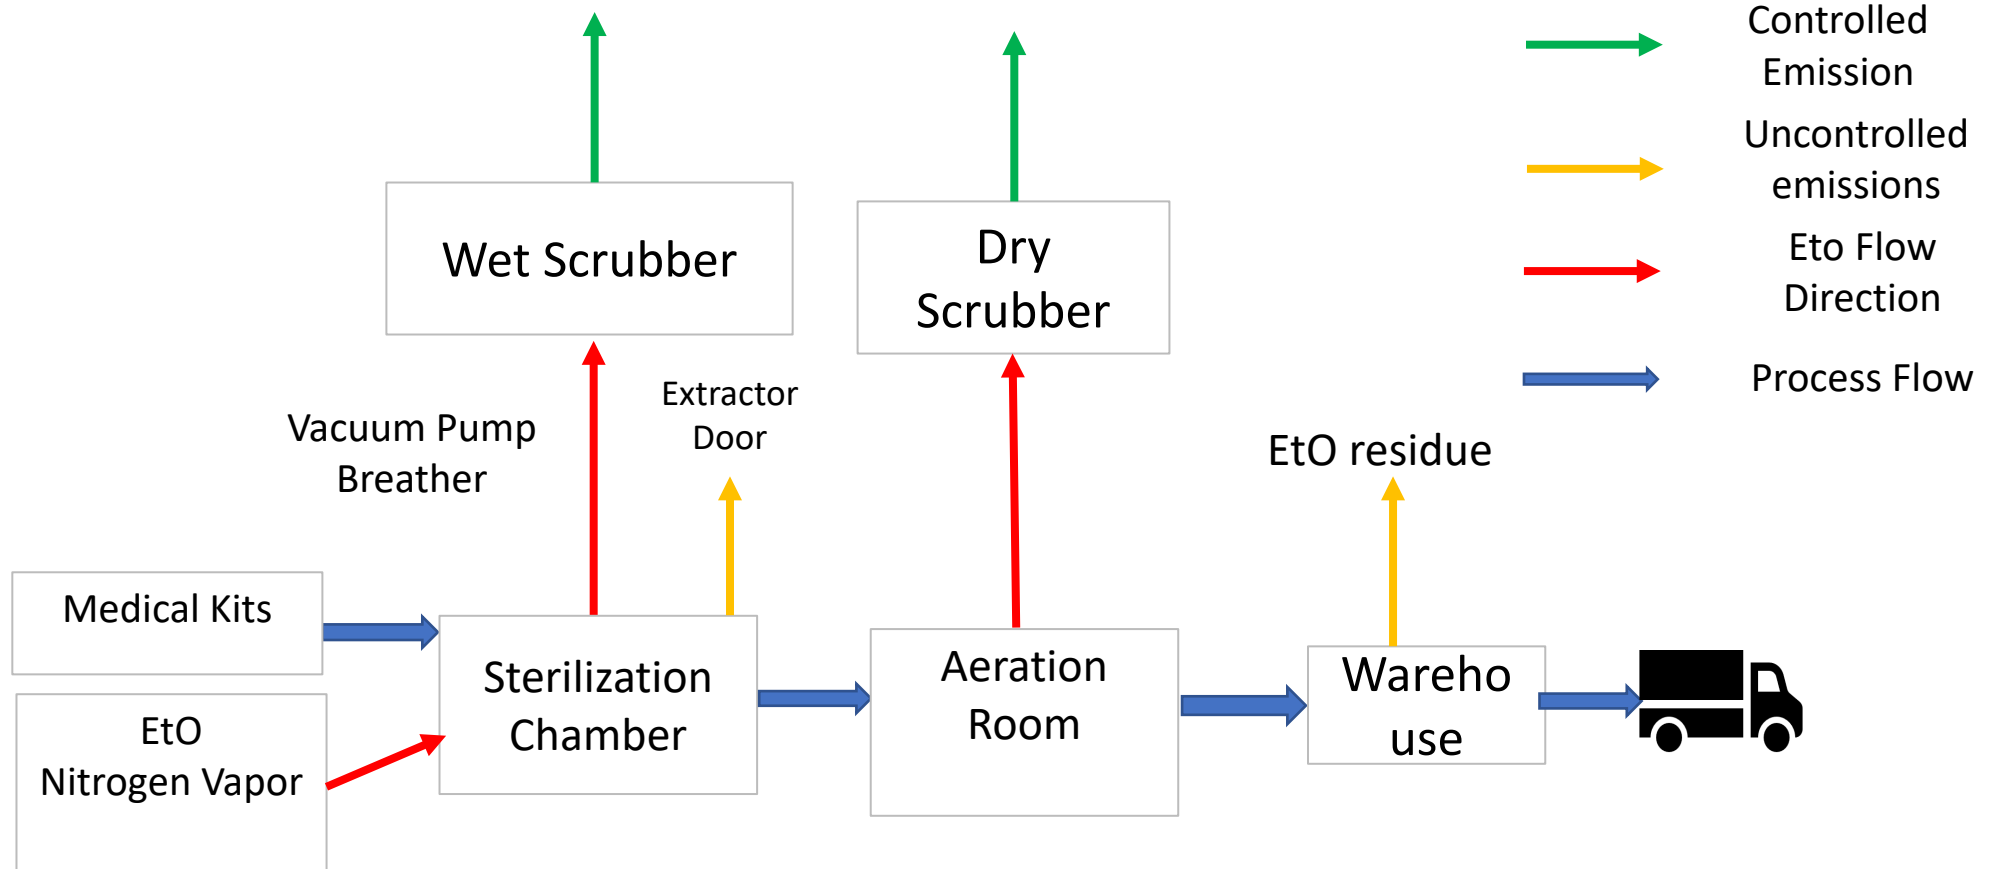 Controlled
Emission
Uncontrolled
emissions
Eto Flow
Direction
Process Flow
Wet Scrubber
Dry
Scrubber
Vacuum Pump
Breather
Extractor
Door
EtO residue
Medical Kits
EtO
Nitrogen Vapor
Sterilization
Chamber
Aeration
Room
Wareho
use